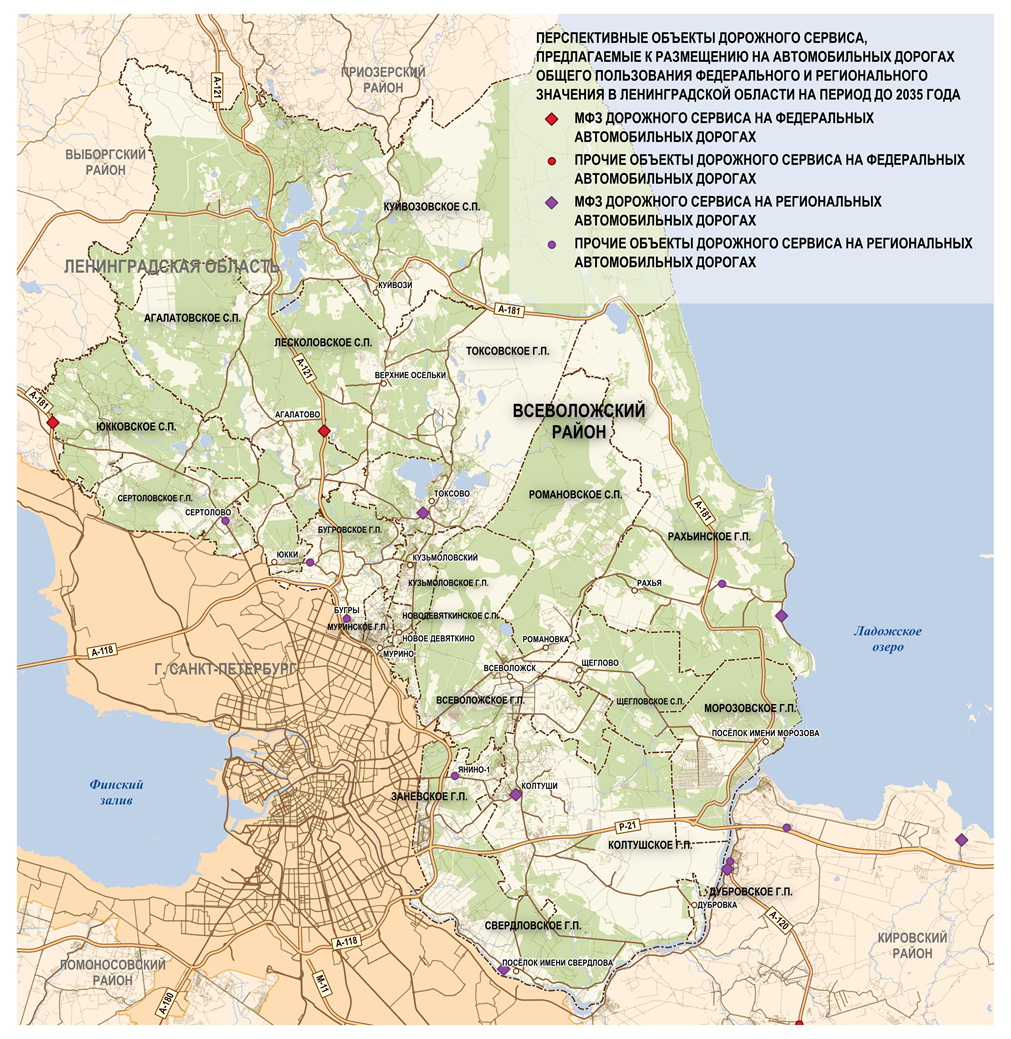 ПЕРСПЕКТИВНЫЕ ОБЪЕКТЫ ДОРОЖНОГО СЕРВИСА,
ПРЕДЛАГАЕМЫЕ К РАЗМЕЩЕНИЮ НА АВТОМОБИЛЬНЫХ ДОРОГАХ
ОБЩЕГО ПОЛЬЗОВАНИЯ ФЕДЕРАЛЬНОГО И РЕГИОНАЛЬНОГО
ЗНАЧЕНИЯ В ЛЕНИНГРАДСКОЙ ОБЛАСТИ НА ПЕРИОД ДО 2035 ГОДА
МФЗ ДОРОЖНОГО СЕРВИСА НА ФЕДЕРАЛЬНЫХ
АВТОМОБИЛЬНЫХ ДОРОГАХ
ПРОЧИЕ ОБЪЕКТЫ ДОРОЖНОГО СЕРВИСА НА ФЕДЕРАЛЬНЫХ
АВТОМОБИЛЬНЫХ ДОРОГАХ
МФЗ ДОРОЖНОГО СЕРВИСА НА РЕГИОНАЛЬНЫХ
АВТОМОБИЛЬНЫХ ДОРОГАХ
ПРОЧИЕ ОБЪЕКТЫ ДОРОЖНОГО СЕРВИСА НА РЕГИОНАЛЬНЫХ
АВТОМОБИЛЬНЫХ ДОРОГАХ
ПРИОЗЕРСКИЙ
РАЙОН
А-121
ВЫБОРГСКИЙ
РАЙОН
КУЙВОЗОВСКОЕ С.П.
ЛЕНИНГРАДСКАЯ ОБЛАСТЬ
КУЙВОЗИ
А-181
АГАЛАТОВСКОЕ С.П.
ЛЕСКОЛОВСКОЕ С.П.
ТОКСОВСКОЕ Г.П.
А-121
ВЕРХНИЕ ОСЕЛЬКИ
А-181
АГАЛАТОВО
ВСЕВОЛОЖСКИЙ
РАЙОН
ЮККОВСКОЕ С.П.
СЕРТОЛОВСКОЕ Г.П.
СЕРТОЛОВО
ТОКСОВО
РОМАНОВСКОЕ С.П.
А-181
БУГРОВСКОЕ Г.П.
РАХЬИНСКОЕ Г.П.
ЮККИ
КУЗЬМОЛОВСКИЙ
КУЗЬМОЛОВСКОЕ Г.П.
РАХЬЯ
БУГРЫ
НОВОДЕВЯТКИНСКОЕ С.П.
МУРИНСКОЕ Г.П.
НОВОЕ ДЕВЯТКИНО
РОМАНОВКА
Ладожское
озеро
А-118
МУРИНО
Г. САНКТ-ПЕТЕРБУРГ
ВСЕВОЛОЖСК
ЩЕГЛОВО
ВСЕВОЛОЖСКОЕ Г.П.
ЩЕГЛОВСКОЕ С.П.
МОРОЗОВСКОЕ Г.П.
ПОСЁЛОК ИМЕНИ МОРОЗОВА
ЯНИНО-1
Финский
залив
КОЛТУШИ
ЗАНЕВСКОЕ Г.П.
Р-21
КОЛТУШСКОЕ Г.П.
ДУБРОВСКОЕ Г.П.
ДУБРОВКА
СВЕРДЛОВСКОЕ Г.П.
А-120
А-118
КИРОВСКИЙ
РАЙОН
ПОМОНОСОВСКИЙ
РАЙОН
ПОСЁЛОК ИМЕНИ СВЕРДЛОВА
М-11
А-180